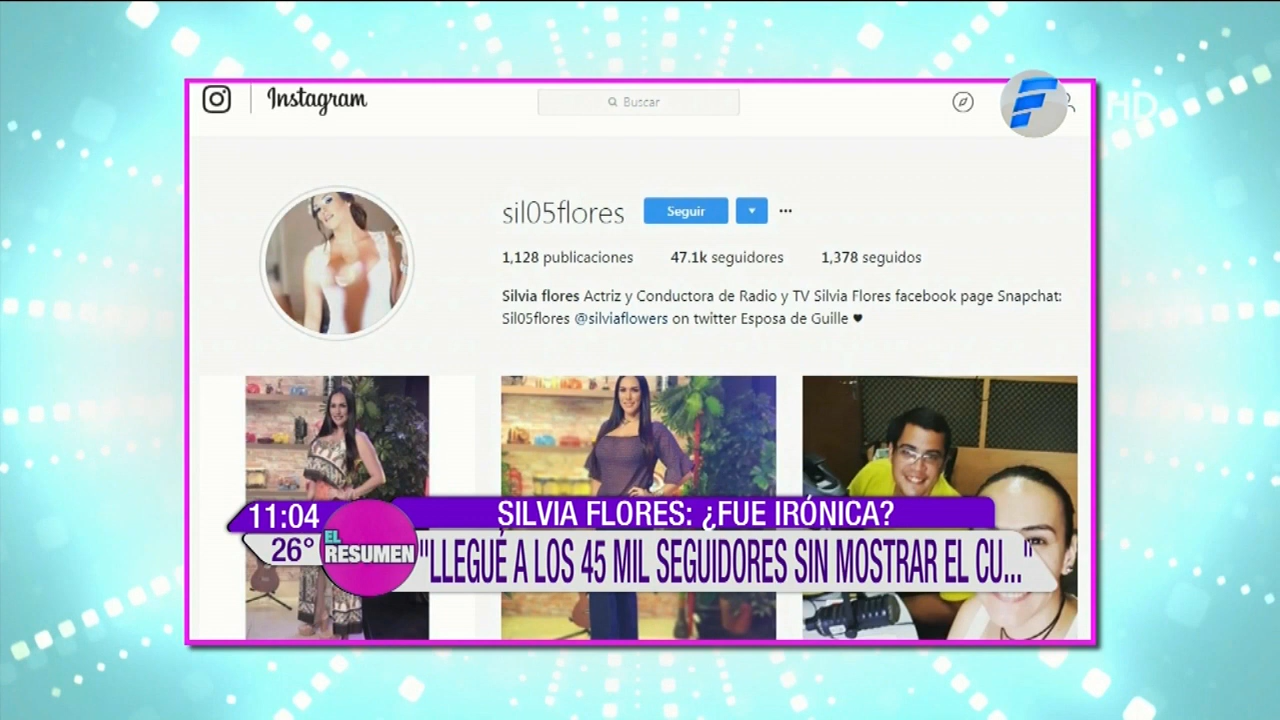 Instagram
Buscar
HD
sil05flores Seguir
1,128 publicaciones 47.1k seguidores 1,378 seguidos
Silvia flores Actriz y Conductora de Radio y TV Silvia Flores facebook page Snapchat:
Sil05flores @silviaflowers on twitter Esposa de Guille ♥
11:04
SILVIA FLORES: ¿FUE IRÓNICA?
26°
EL
RESUMEN
"LLEGUÉ A LOS 45 MIL SEGUIDORES SIN MOSTRAR EL CU..."